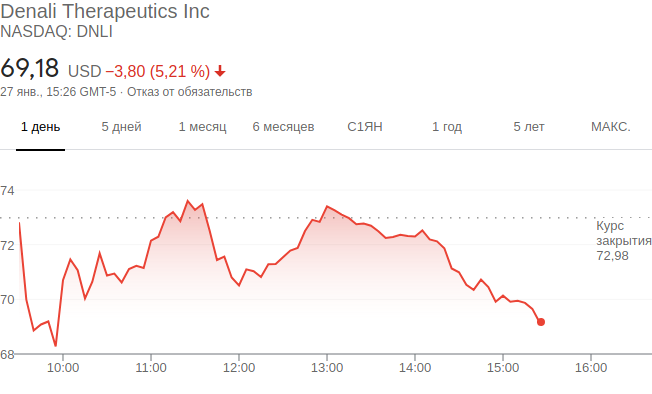 Denali Therapeutics Inc
NASDAQ: DNLI
69,18 USD −3,80 (5,21 %)
27 янв., 15:26 GMT-5 · Отказ от обязательств
1 день 5 дней 1 месяц 6 месяцев С1ЯН 1 год 5 лет МАКС.
74
Курс
закрытия
72,98
72
70
68
10:00 11:00 12:00 13:00 14:00 15:00 16:00